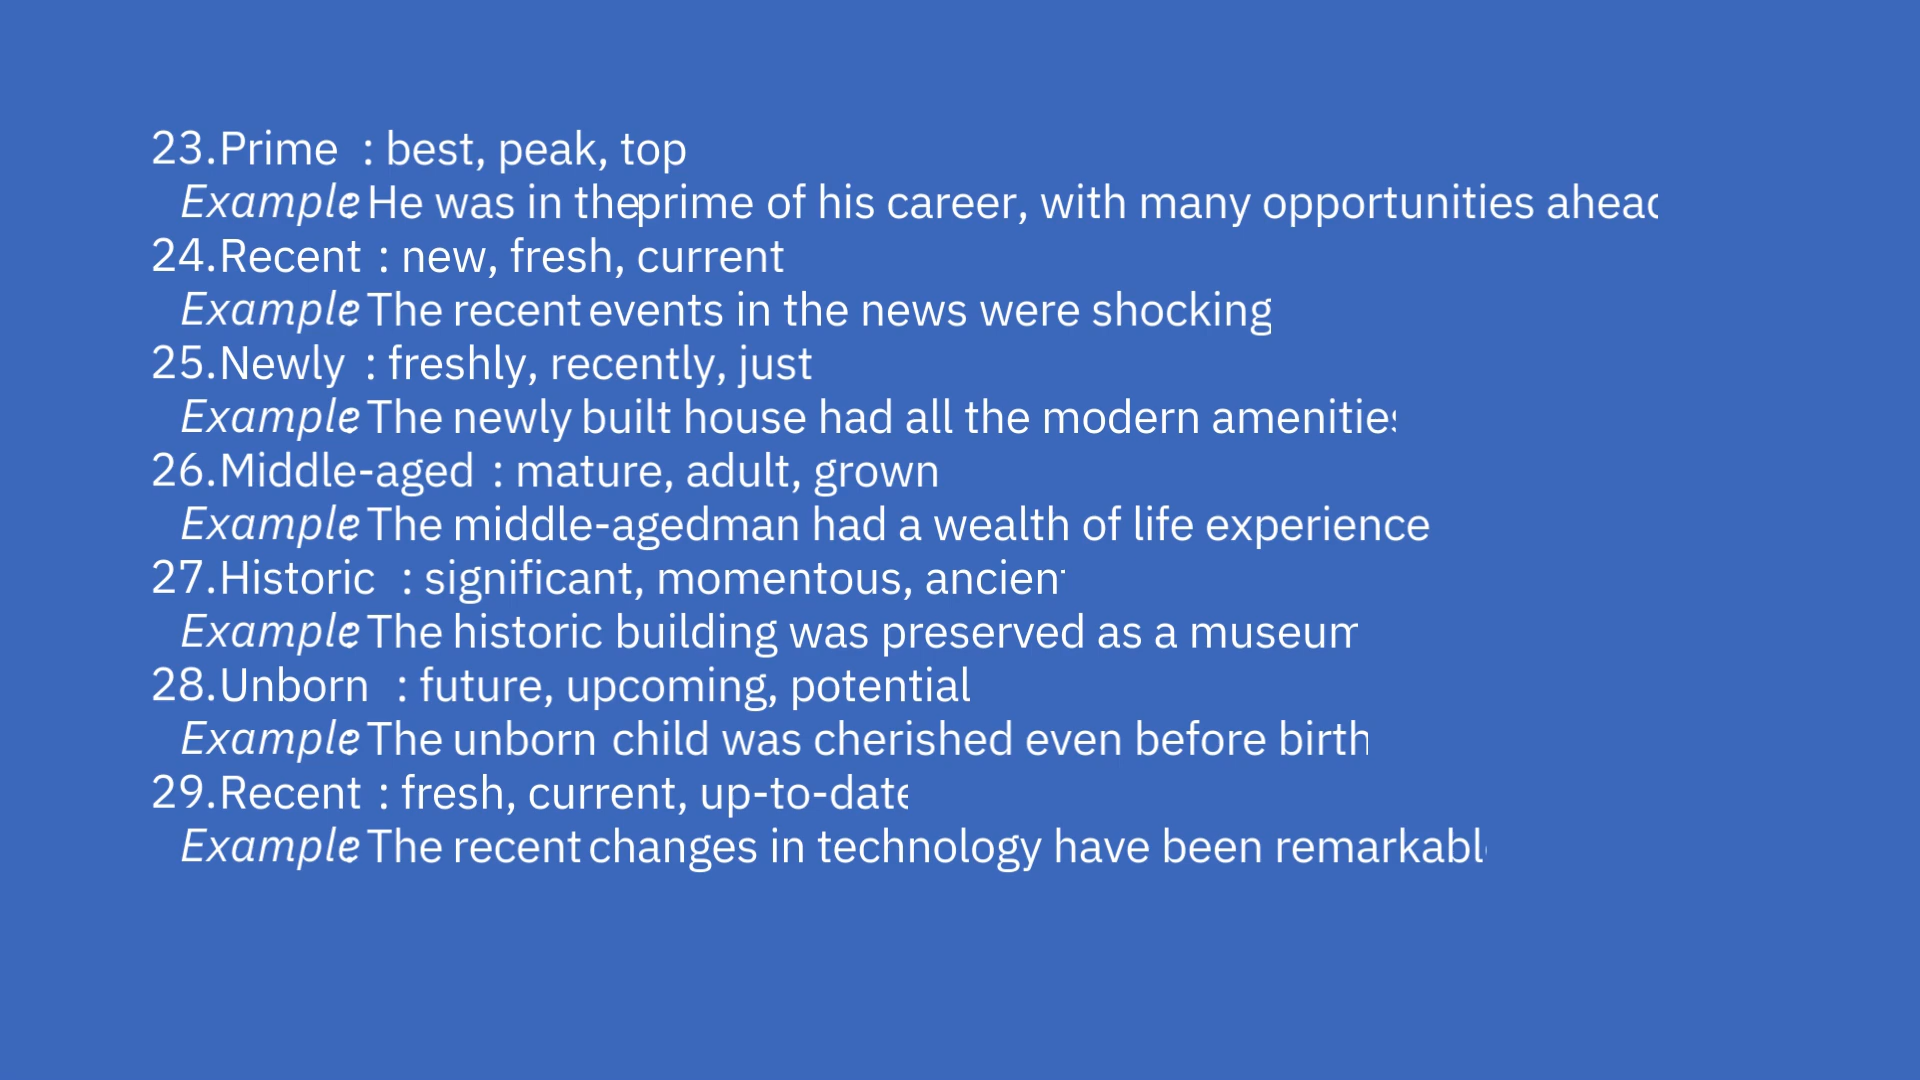 23.Prime : best, peak, top
Example: He was in the prime of his career, with many opportunities ahead
24.Recent : new, fresh, current
Example: The recent events in the news were shocking
25.Newly : freshly, recently, just
Example: The newly built house had all the modern amenities
26.Middle-aged : mature, adult, grown
Example: The middle-aged man had a wealth of life experience
27.Historic : significant, momentous, ancient
Example: The historic building was preserved as a museum
28.Unborn : future, upcoming, potential
Example: The unborn child was cherished even before birth
29.Recent : fresh, current, up-to-date
Example: The recent changes in technology have been remarkable